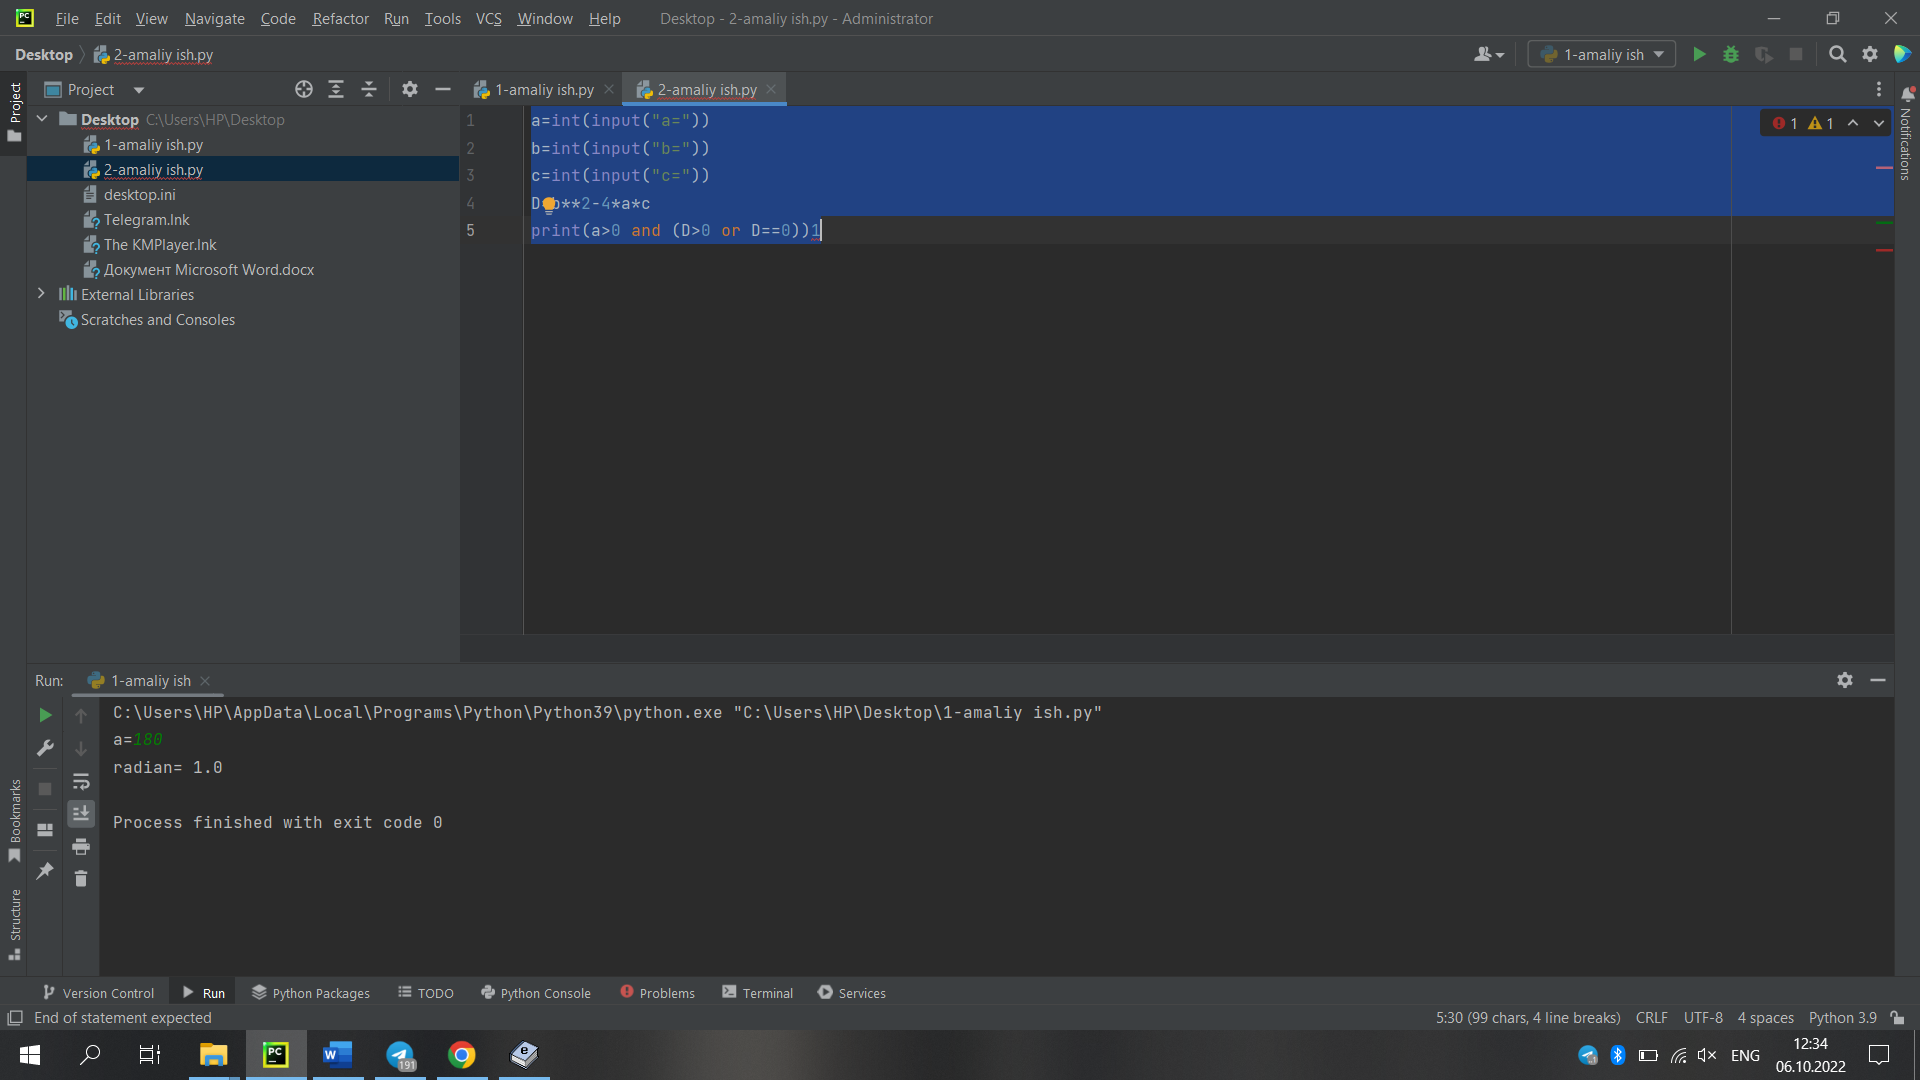 File Edit View Navigate Code Refactor Run Tools VCS Window Help Desktop - 2-amaliy ish.py - Administrator
Desktop 2-amaliy ish.py 1-amaliy ish
Project 1-amaliy ish.py 2-amaliy ish.py
Project
Notifications
Desktop C:\Users\HP\Desktop
1-amaliy ish.py
2-amaliy ish.py
desktop.ini
Telegram.lnk
The KMPlayer.lnk
Документ Microsoft Word.docx
External Libraries
Scratches and Consoles
1 a=int(input("a="))
2 b=int(input("b="))
3 c=int(input("c="))
4 D **2-4*a*c
5 print(a>0 and (D>0 or D==0))1
1 1
Run: 1-amaliy ish
C:\Users\HP\AppData\Local\Programs\Python\Python39\python.exe "C:\Users\HP\Desktop\1-amaliy ish.py"
a=180
radian= 1.0
Process finished with exit code 0
Bookmarks
Structure
Version Control Run Python Packages TODO Python Console Problems Terminal Services
End of statement expected 5:30 (99 chars, 4 line breaks) CRLF UTF-8 4 spaces Python 3.9
PC W 191 e ENG 12:34
06.10.2022